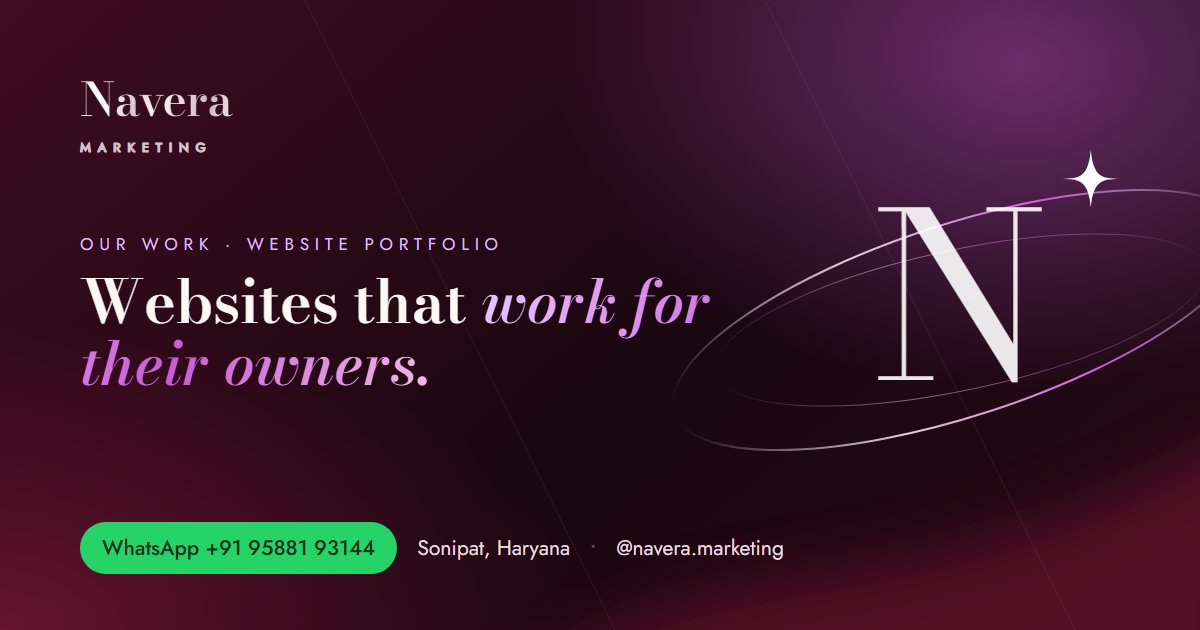 Navera
MARKETING
OUR WORK · WEBSITE PORTFOLIO
Websites that work for
their owners.
N
WhatsApp +91 95881 93144
Sonipat, Haryana · @navera.marketing